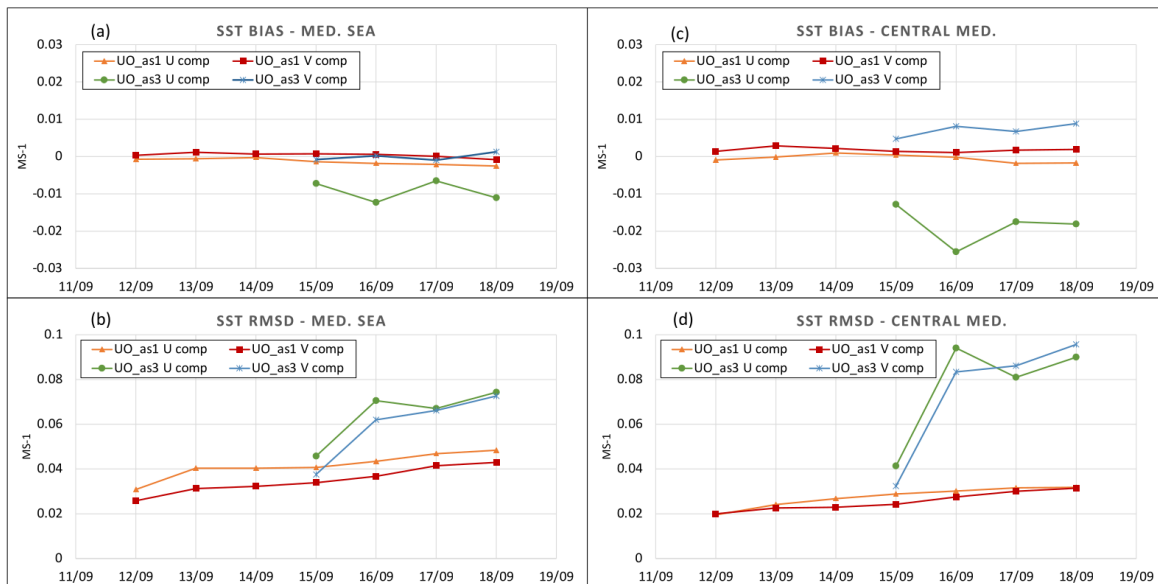 (a)
SST BIAS - MED. SEA
UO_as1 U comp
UO_as1 V comp
UO_as3 U comp
UO_as3 V comp
0.03
0.02
0.01
0
-0.01
-0.02
-0.03
MS-1
11/09 12/09 13/09 14/09 15/09 16/09 17/09 18/09 19/09
(c)
SST BIAS - CENTRAL MED.
UO_as1 U comp
UO_as1 V comp
UO_as3 U comp
UO_as3 V comp
0.03
0.02
0.01
0
-0.01
-0.02
-0.03
MS-1
11/09 12/09 13/09 14/09 15/09 16/09 17/09 18/09 19/09
(b)
SST RMSD - MED. SEA
UO_as1 U comp
UO_as1 V comp
UO_as3 U comp
UO_as3 V comp
0.1
0.08
0.06
0.04
0.02
0
MS-1
11/09 12/09 13/09 14/09 15/09 16/09 17/09 18/09 19/09
(d)
SST RMSD - CENTRAL MED.
UO_as1 U comp
UO_as1 V comp
UO_as3 U comp
UO_as3 V comp
0.1
0.08
0.06
0.04
0.02
0
MS-1
11/09 12/09 13/09 14/09 15/09 16/09 17/09 18/09 19/09